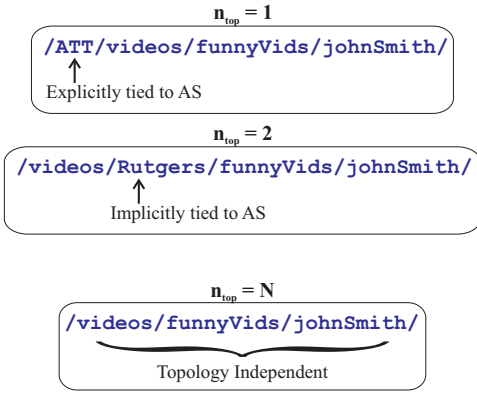 n_top = 1
/ATT/videos/funnyVids/johnSmith/
Explicitly tied to AS
n_top = 2
/videos/Rutgers/funnyVids/johnSmith/
Implicitly tied to AS
n_top = N
/videos/funnyVids/johnSmith/
Topology Independent